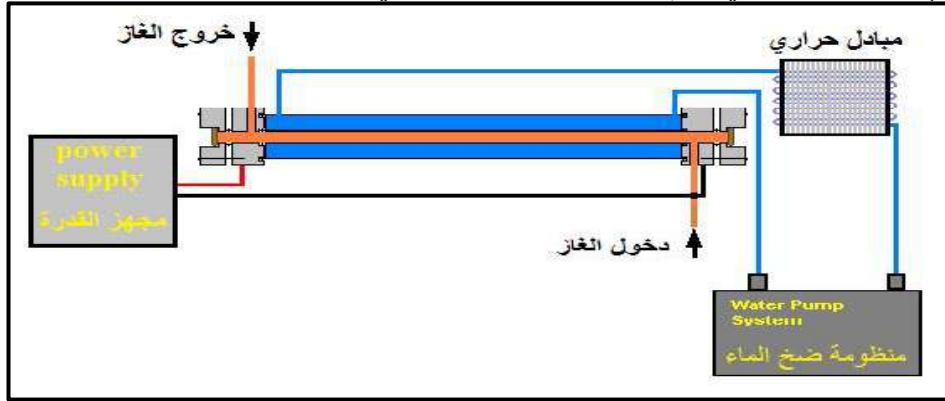 خروج الغاز
مبادل حراري
power
supply
مجهز القدرة
دخول الغاز
Water Pump
System
منظومة ضخ الماء